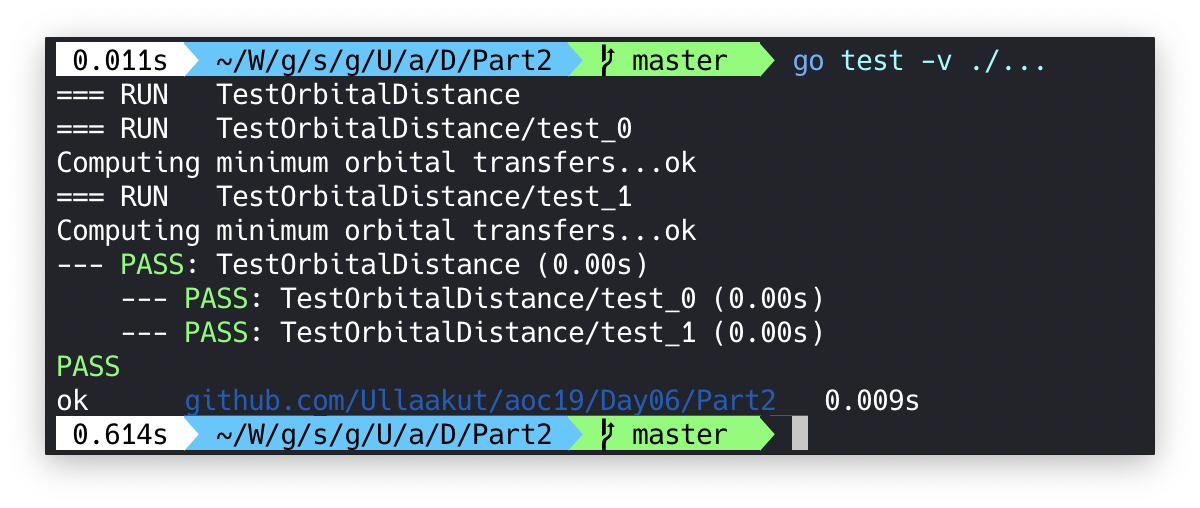 0.011s ~/W/g/s/g/U/a/D/Part2 master go test -v ./...
=== RUN   TestOrbitalDistance
=== RUN   TestOrbitalDistance/test_0
Computing minimum orbital transfers...ok
=== RUN   TestOrbitalDistance/test_1
Computing minimum orbital transfers...ok
--- PASS: TestOrbitalDistance (0.00s)
    --- PASS: TestOrbitalDistance/test_0 (0.00s)
    --- PASS: TestOrbitalDistance/test_1 (0.00s)
PASS
ok      github.com/Ullaakut/aoc19/Day06/Part2   0.009s
0.614s ~/W/g/s/g/U/a/D/Part2 master